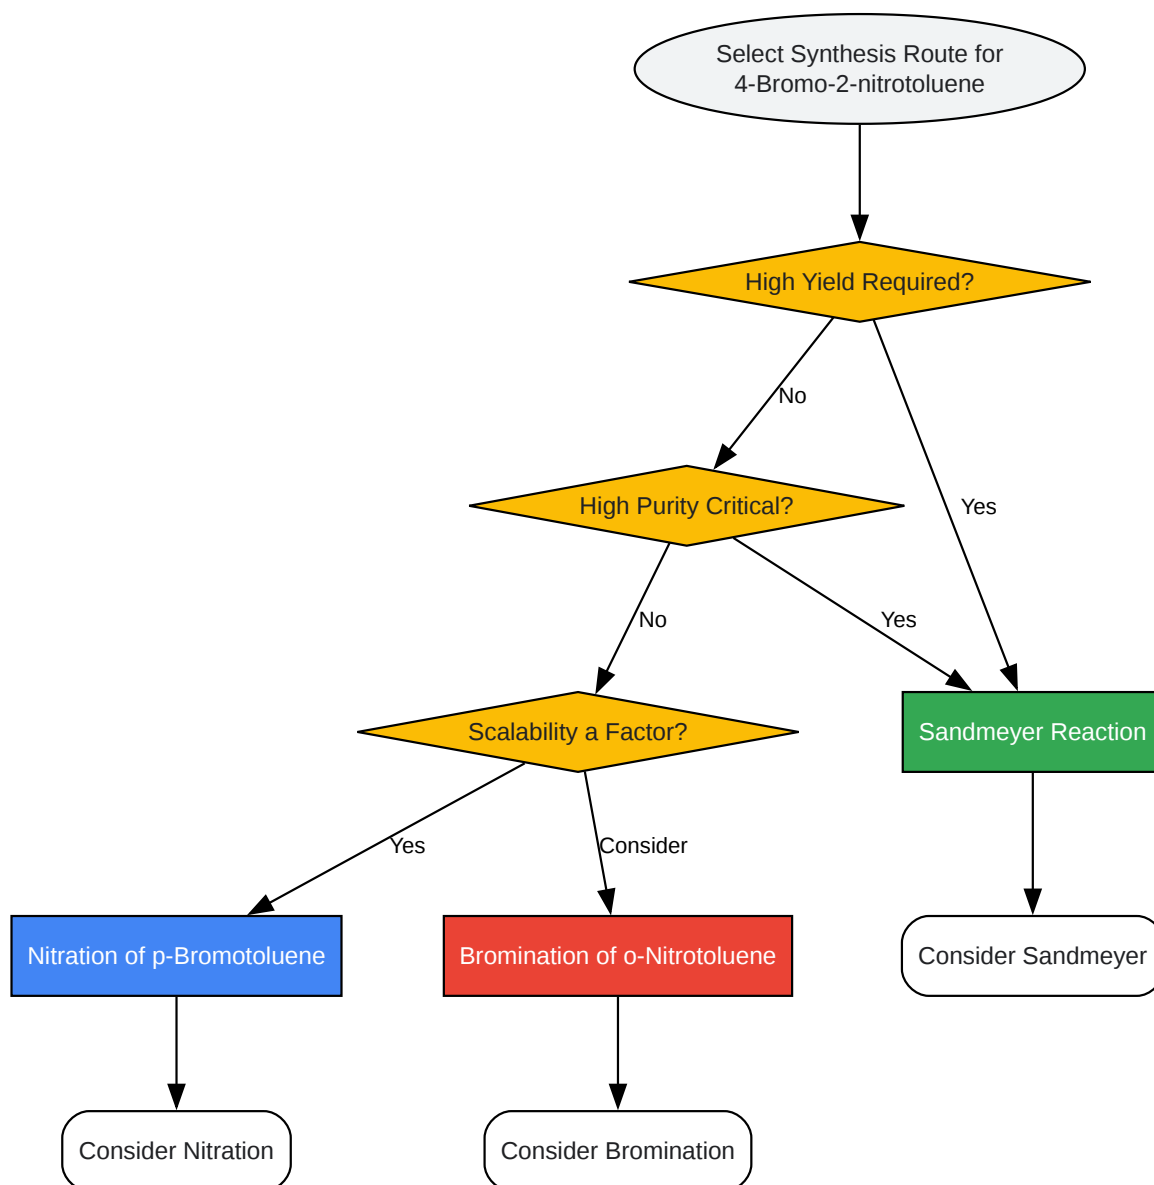 Select Synthesis Route for
4-Bromo-2-nitrotoluene
High Yield Required?
No
Yes
High Purity Critical?
No
Yes
Scalability a Factor?
Sandmeyer Reaction
Yes
Consider
Nitration of p-Bromotoluene
Bromination of o-Nitrotoluene
Consider Sandmeyer
Consider Nitration
Consider Bromination